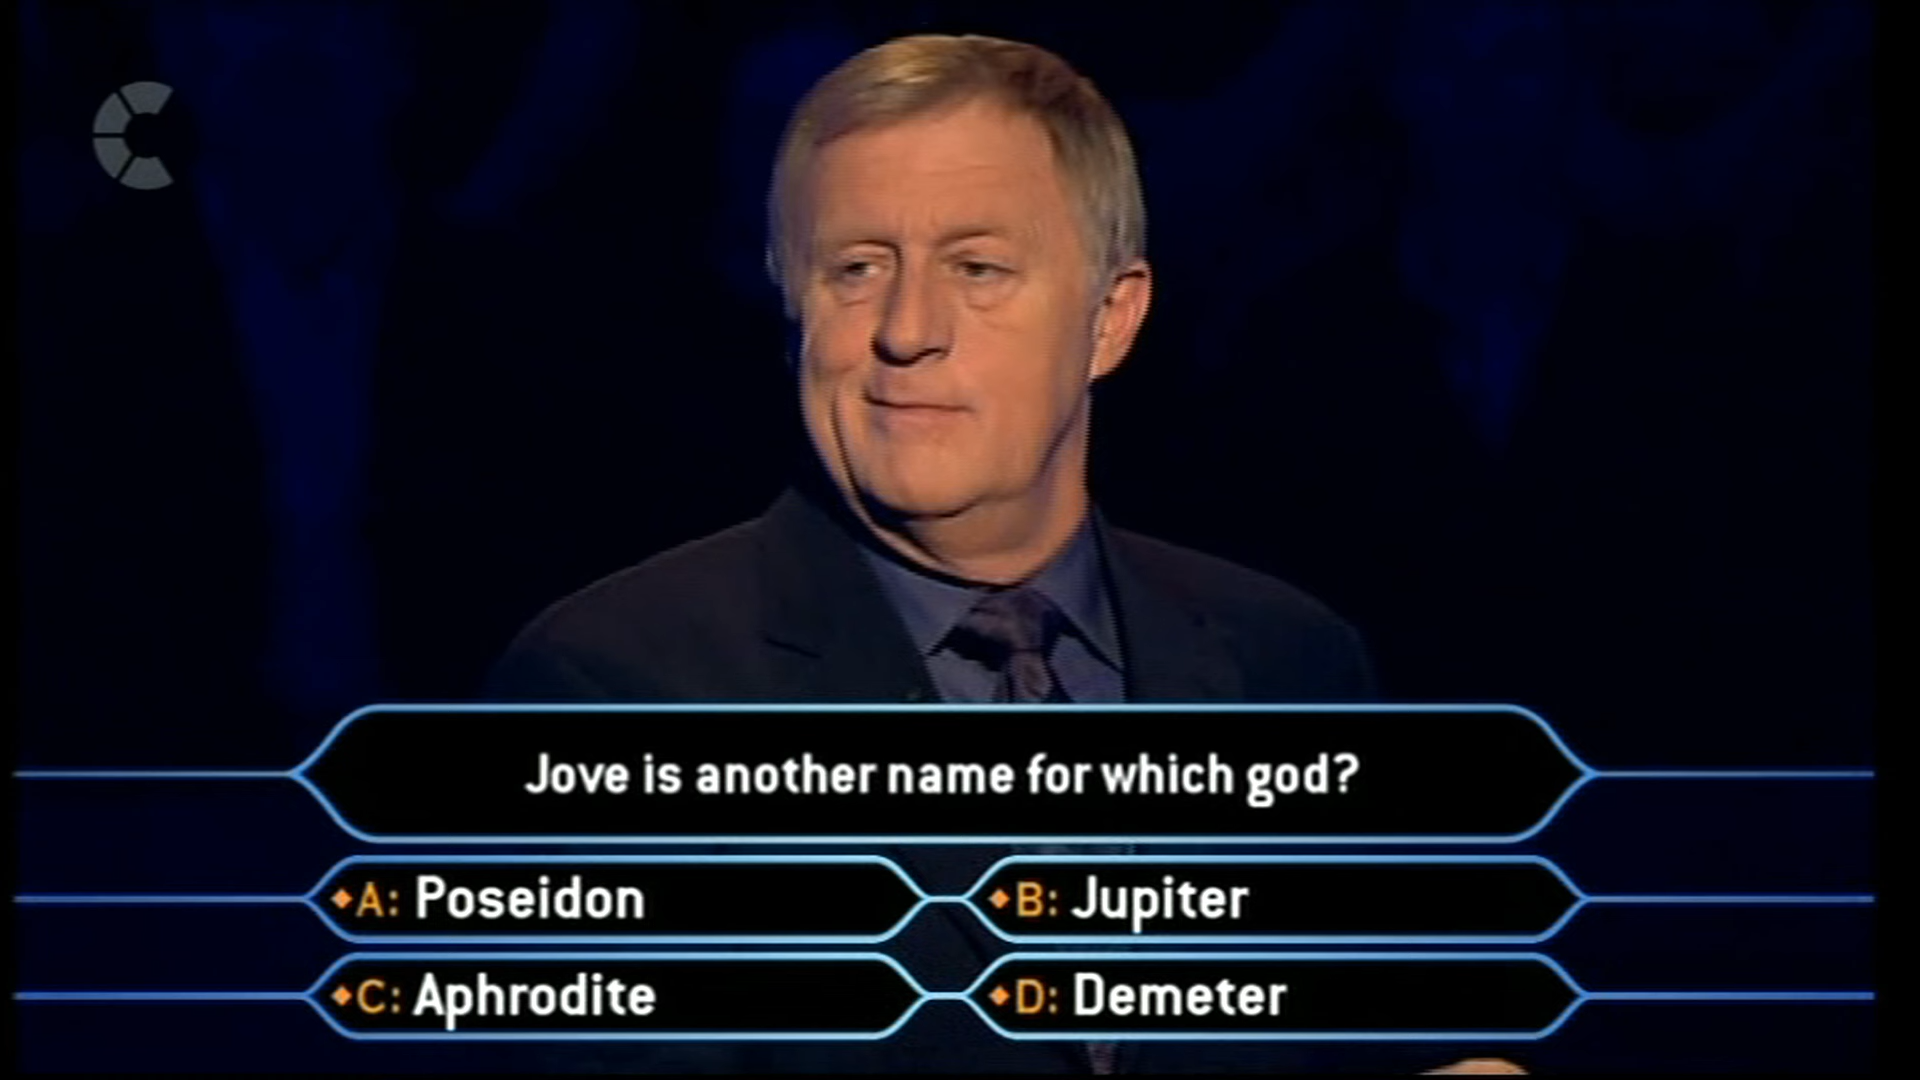 Jove is another name for which god?
A: Poseidon
B: Jupiter
C: Aphrodite
D: Demeter